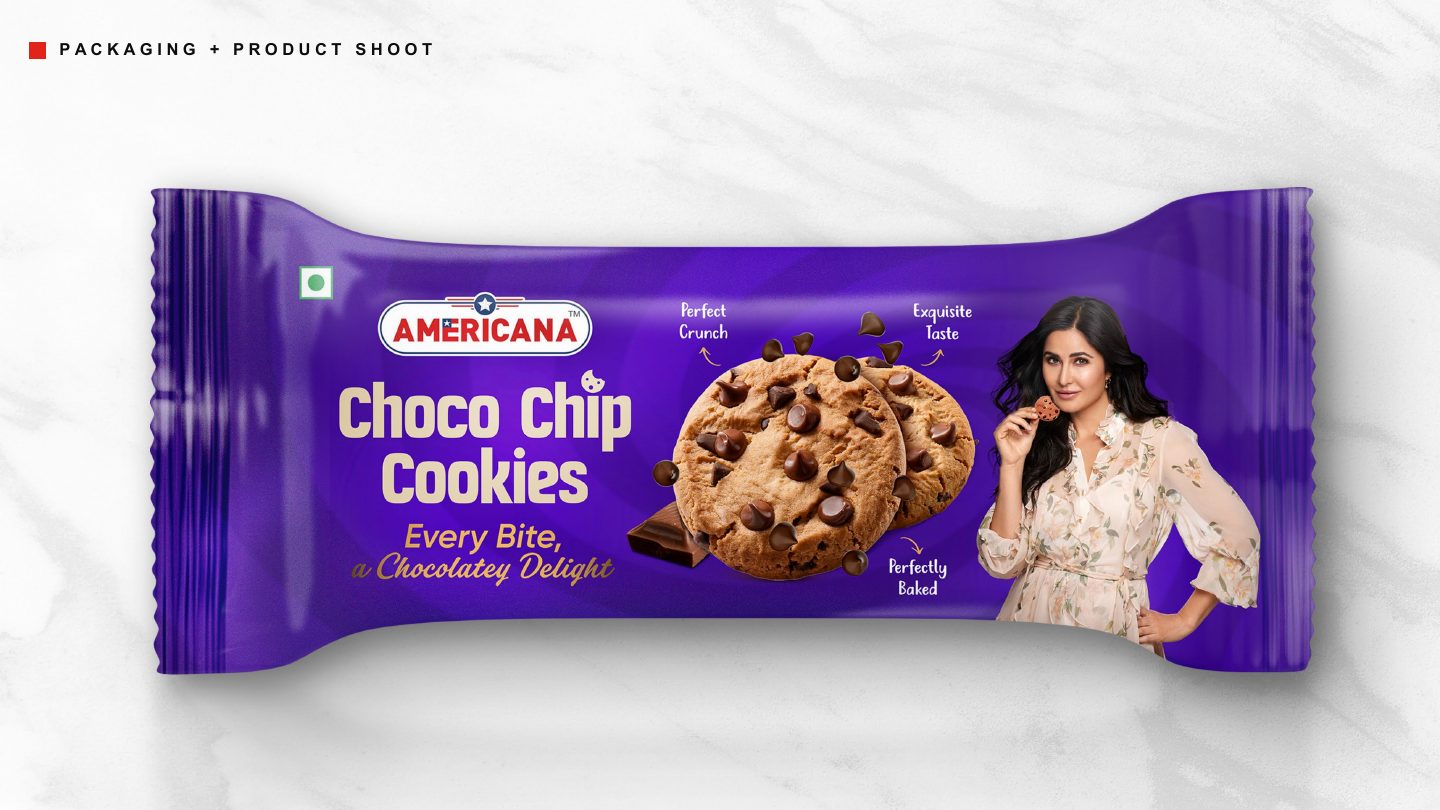 PACKAGING + PRODUCT SHOOT
AMERICANA TM
Choco Chip
Cookies
Every Bite,
a Chocolatey Delight
Perfect
Crunch
Exquisite
Taste
Perfectly
Baked